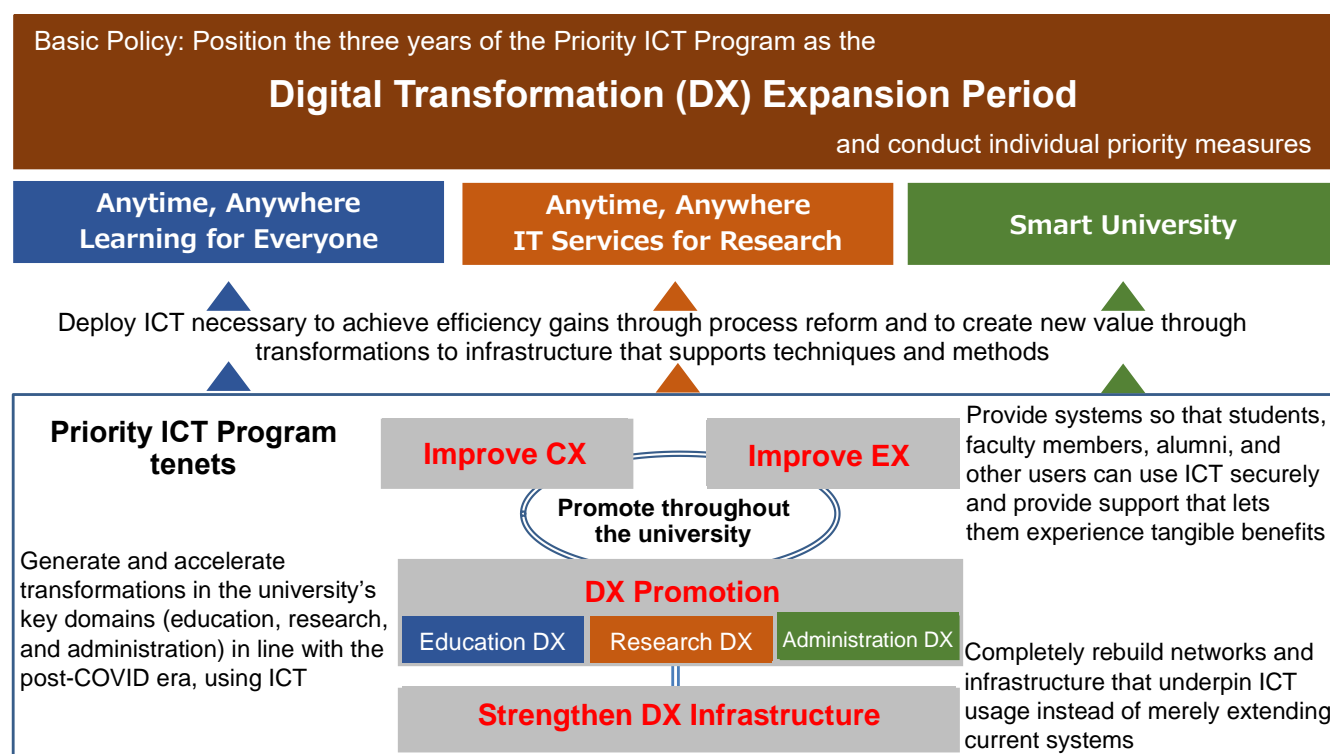 Basic Policy: Position the three years of the Priority ICT Program as the
Digital Transformation (DX) Expansion Period
and conduct individual priority measures
Anytime, Anywhere
Learning for Everyone
Anytime, Anywhere
IT Services for Research
Smart University
Deploy ICT necessary to achieve efficiency gains through process reform and to create new value through
transformations to infrastructure that supports techniques and methods
Priority ICT Program
tenets
Improve CX
Improve EX
Promote throughout
the university
Provide systems so that students,
faculty members, alumni, and
other users can use ICT securely
and provide support that lets
them experience tangible benefits
Generate and accelerate
transformations in the university's
key domains (education, research,
and administration) in line with the
post-COVID era, using ICT
DX Promotion
Education DX
Research DX
Administration DX
Strengthen DX Infrastructure
Completely rebuild networks and
infrastructure that underpin ICT
usage instead of merely extending
current systems